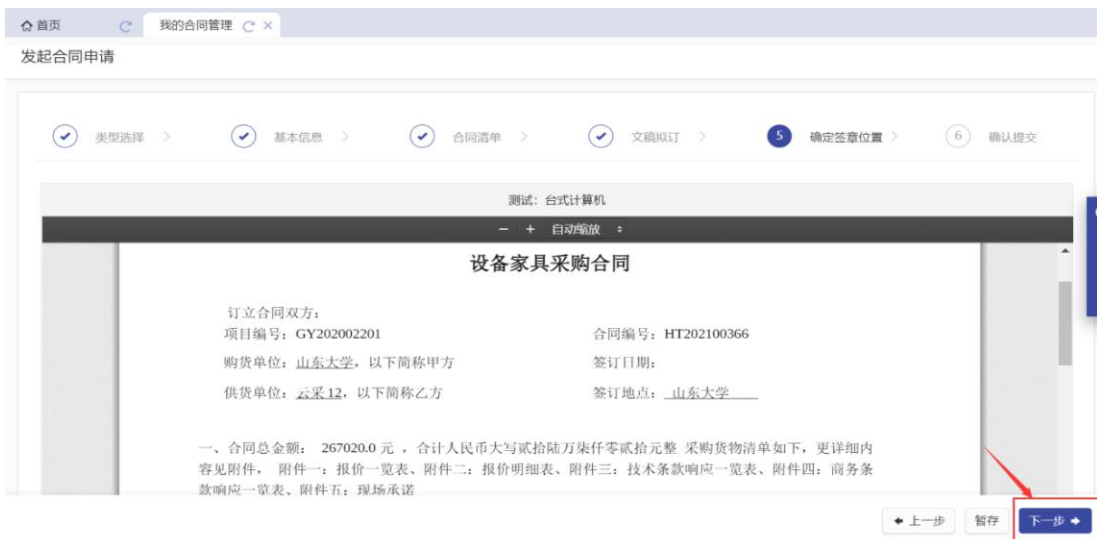 首页 我的合同管理
发起合同申请
类型选择 基本信息 合同清单 文稿拟订 5 确定签章位置 6 确认提交
测试：台式计算机
− + 自动缩放
设备家具采购合同
订立合同双方：
项目编号：GY202002201 合同编号：HT202100366
购货单位：山东大学，以下简称甲方 签订日期：
供货单位：云采 12，以下简称乙方 签订地点：山东大学
一、合同总金额： 267020.0 元 ，合计人民币大写贰拾陆万柒仟零贰拾元整 采购货物清单如下，更详细内
容见附件， 附件一：报价一览表、附件二：报价明细表、附件三：技术条款响应一览表、附件四：商务条
款响应一览表、附件五：现场承诺
上一步 暂存 下一步